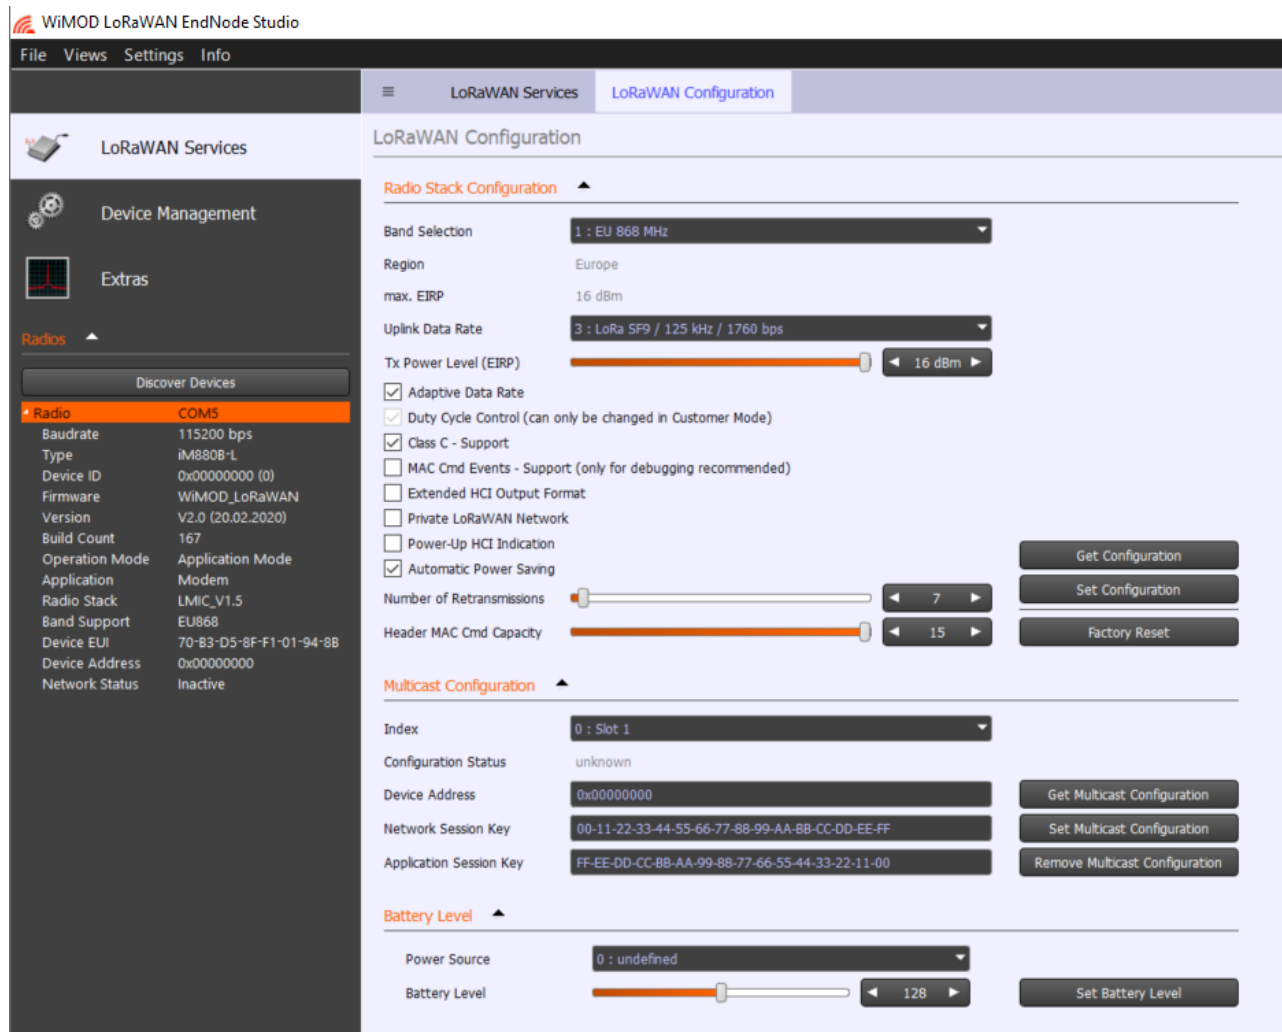 WiMOD LoRaWAN EndNode Studio
File Views Settings Info
LoRaWAN Services
Device Management
Extras
Radios
Discover Devices
Radio COM5
Baudrate 115200 bps
Type iM880B-L
Device ID 0x00000000 (0)
Firmware WiMOD_LoRaWAN
Version V2.0 (20.02.2020)
Build Count 167
Operation Mode Application Mode
Application Modem
Radio Stack LMIC_V1.5
Band Support EU868
Device EUI 70-B3-D5-8F-F1-01-94-8B
Device Address 0x00000000
Network Status Inactive
LoRaWAN Services LoRaWAN Configuration
LoRaWAN Configuration
Radio Stack Configuration
Band Selection 1 : EU 868 MHz
Region Europe
max. EIRP 16 dBm
Uplink Data Rate 3 : LoRa SF9 / 125 kHz / 1760 bps
Tx Power Level (EIRP) 16 dBm
Adaptive Data Rate
Duty Cycle Control (can only be changed in Customer Mode)
Class C - Support
MAC Cmd Events - Support (only for debugging recommended)
Extended HCI Output Format
Private LoRaWAN Network
Power-Up HCI Indication
Get Configuration
Automatic Power Saving
Set Configuration
Number of Retransmissions 7
Header MAC Cmd Capacity 15
Factory Reset
Multicast Configuration
Index 0 : Slot 1
Configuration Status unknown
Device Address 0x00000000 Get Multicast Configuration
Network Session Key 00-11-22-33-44-55-66-77-88-99-AA-BB-CC-DD-EE-FF Set Multicast Configuration
Application Session Key FF-EE-DD-CC-BB-AA-99-88-77-66-55-44-33-22-11-00 Remove Multicast Configuration
Battery Level
Power Source 0 : undefined
Battery Level 128 Set Battery Level